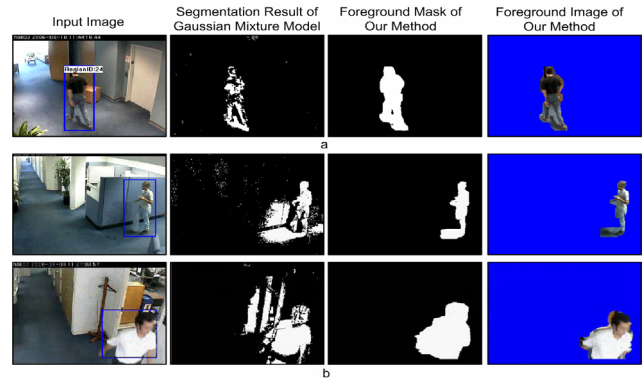 Input Image
Segmentation Result of
Gaussian Mixture Model
Foreground Mask of
Our Method
Foreground Image of
Our Method
RegionID:24
a
b